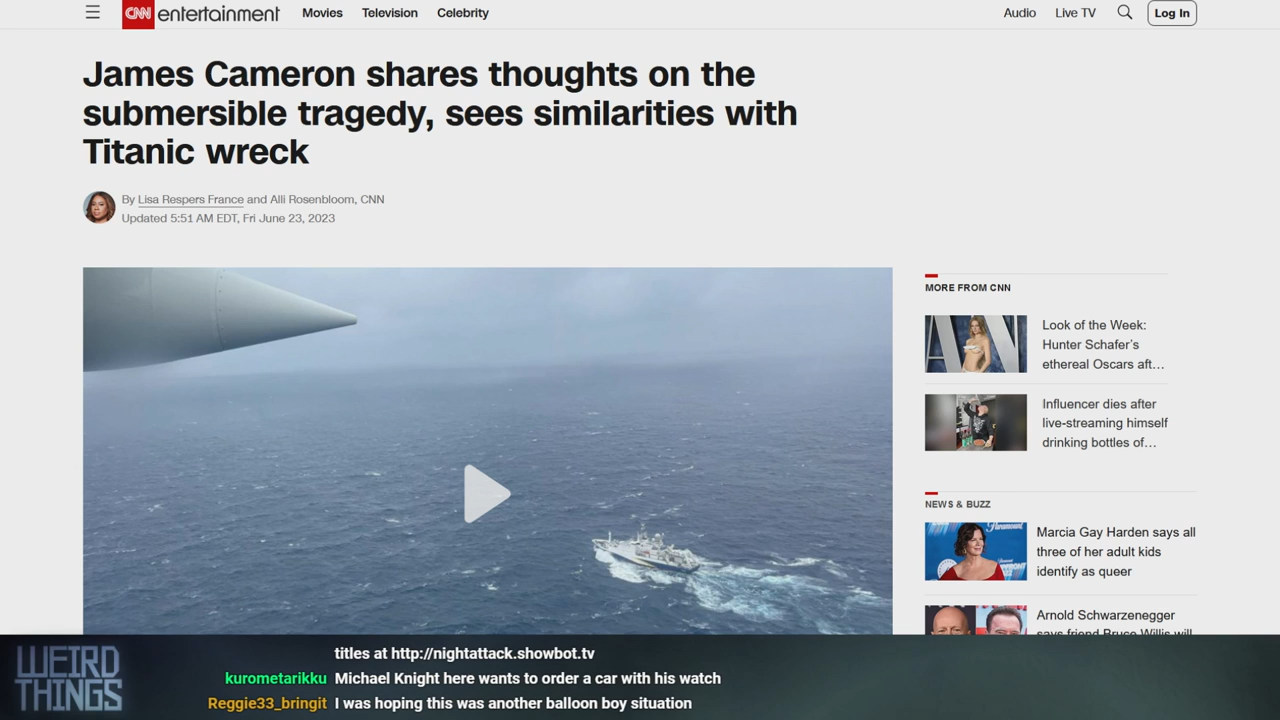 CNN entertainment Movies Television Celebrity Audio Live TV Log In
James Cameron shares thoughts on the
submersible tragedy, sees similarities with
Titanic wreck
By Lisa Respers France and Alli Rosenbloom, CNN
Updated 5:51 AM EDT, Fri June 23, 2023
MORE FROM CNN
Look of the Week:
Hunter Schafer's
ethereal Oscars aft…
Influencer dies after
live-streaming himself
drinking bottles of…
NEWS & BUZZ
Marcia Gay Harden says all
three of her adult kids
identify as queer
Arnold Schwarzenegger
says friend Bruce Willis will
WEIRD
THINGS
titles at http://nightattack.showbot.tv
kurometarikku Michael Knight here wants to order a car with his watch
Reggie33_bringit I was hoping this was another balloon boy situation